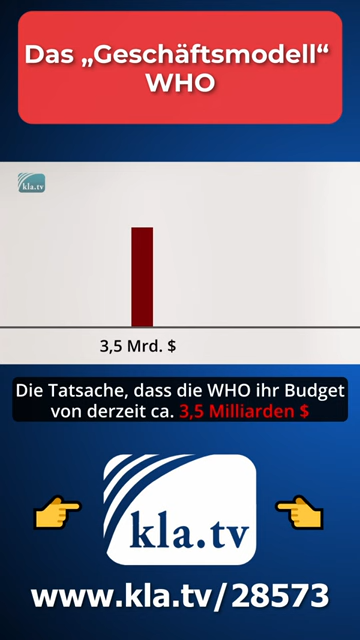 Das „Geschäftsmodell“
WHO
kla.tv
3,5 Mrd. $
Die Tatsache, dass die WHO ihr Budget
von derzeit ca. 3,5 Milliarden $
kla.tv
www.kla.tv/28573